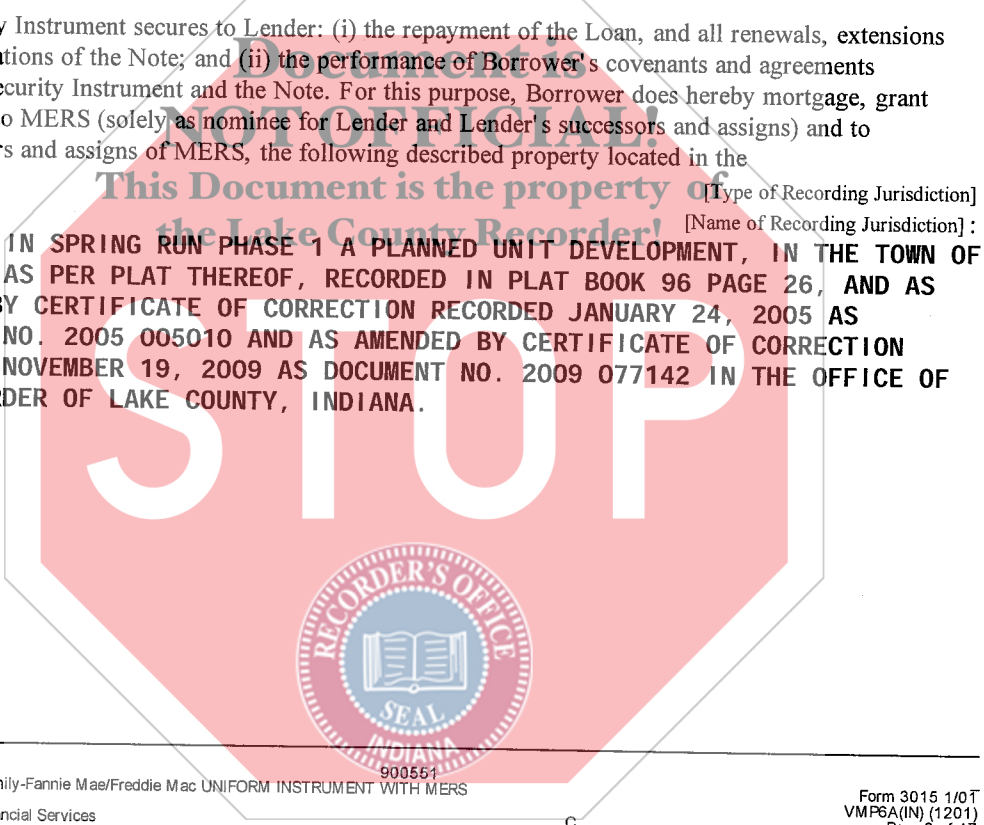 y Instrument secures to Lender: (i) the repayment of the Loan, and all renewals, extensions
tions of the Note; and (ii) the performance of Borrower's covenants and agreements
ecurity Instrument and the Note. For this purpose, Borrower does hereby mortgage, grant
o MERS (solely as nominee for Lender and Lender's successors and assigns) and to
s and assigns of MERS, the following described property located in the
[Type of Recording Jurisdiction]
[Name of Recording Jurisdiction] :
IN SPRING RUN PHASE 1 A PLANNED UNIT DEVELOPMENT, IN THE TOWN OF
AS PER PLAT THEREOF, RECORDED IN PLAT BOOK 96 PAGE 26, AND AS
BY CERTIFICATE OF CORRECTION RECORDED JANUARY 24, 2005 AS
NO. 2005 005010 AND AS AMENDED BY CERTIFICATE OF CORRECTION
NOVEMBER 19, 2009 AS DOCUMENT NO. 2009 077142 IN THE OFFICE OF
DER OF LAKE COUNTY, INDIANA.
Document is
NOT OFFICIAL!
This Document is the property of
the Lake County Recorder!
STOP
RECORDER'S OFFICE
SEAL
INDIANA
900551
nily-Fannie Mae/Freddie Mac UNIFORM INSTRUMENT WITH MERS
Form 3015 1/01
ncial Services
VMP6A(IN) (1201)